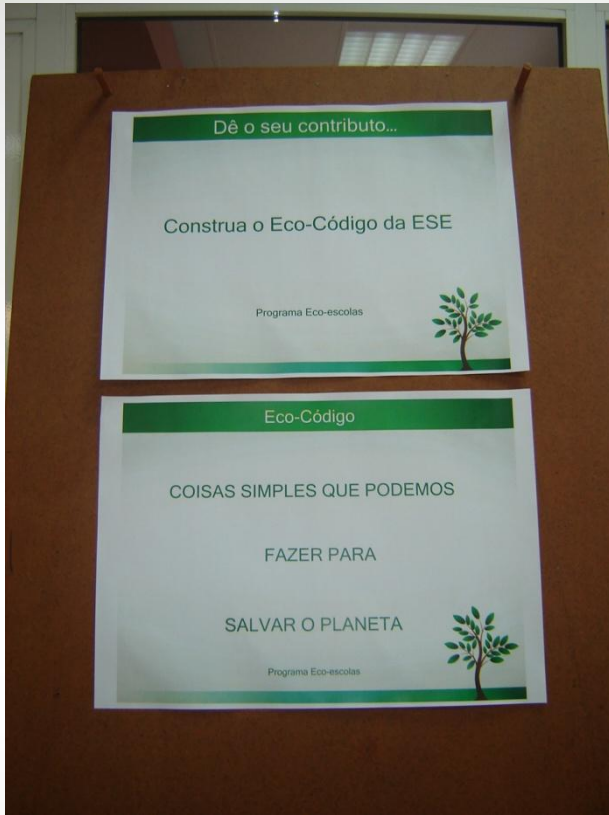 Dê o seu contributo...
Construa o Eco-Código da ESE
Programa Eco-escolas
Eco-Código
COISAS SIMPLES QUE PODEMOS
FAZER PARA
SALVAR O PLANETA
Programa Eco-escolas